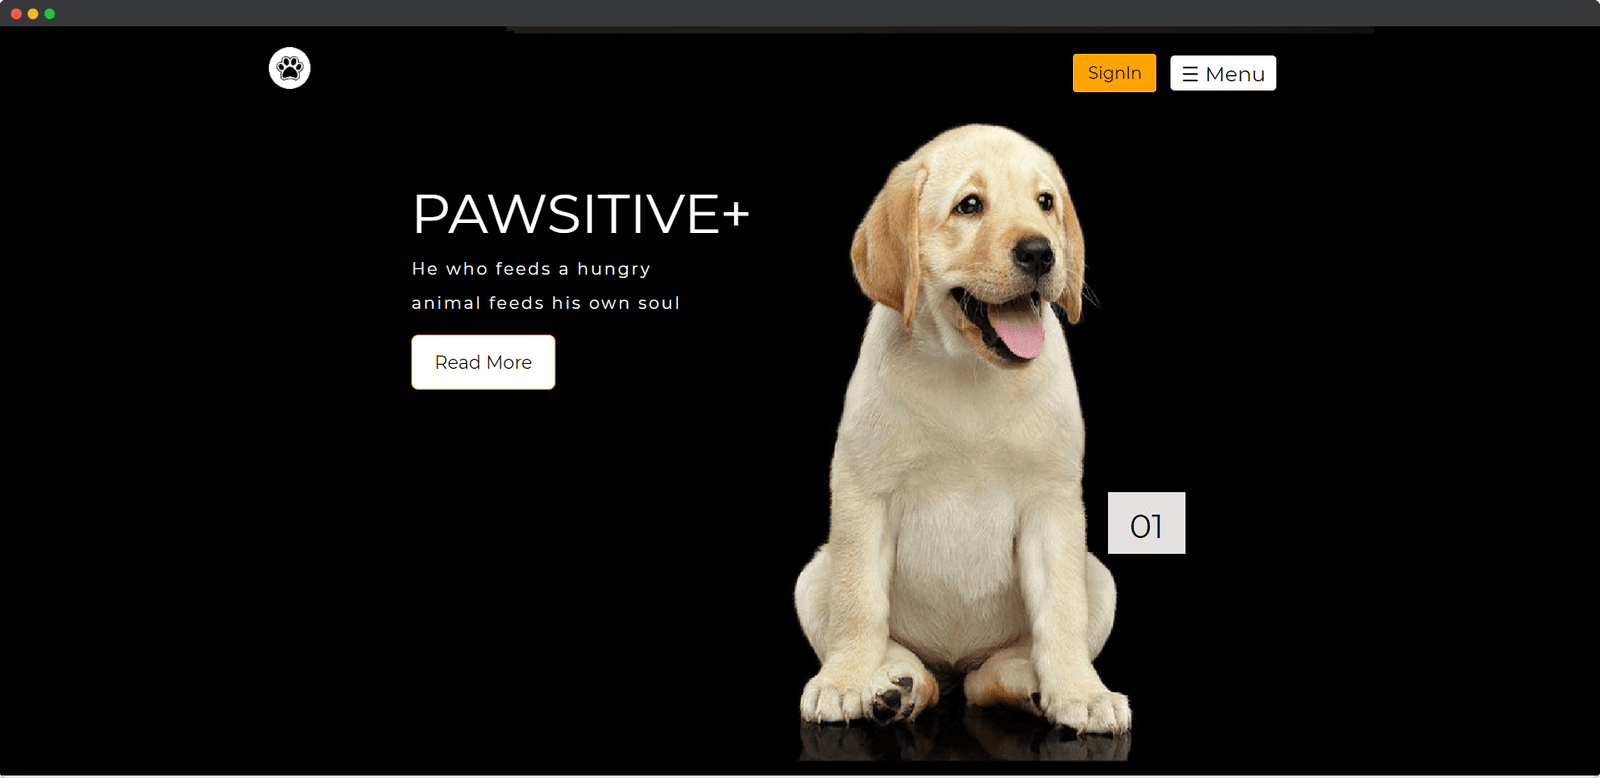 SignIn
☰ Menu
PAWSITIVE+
He who feeds a hungry
animal feeds his own soul
Read More
01